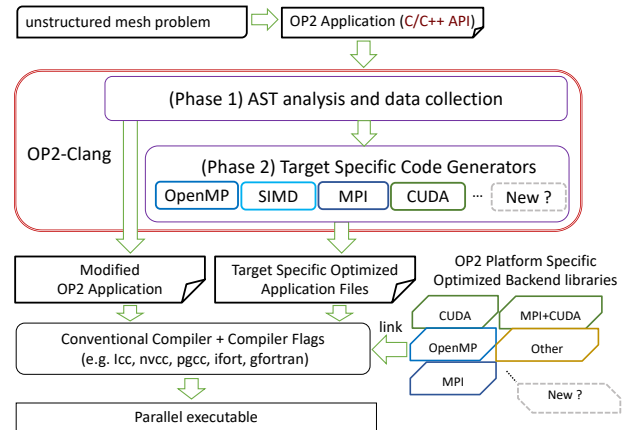 unstructured mesh problem
OP2 Application (C/C++ API)
(Phase 1) AST analysis and data collection
OP2-Clang
(Phase 2) Target Specific Code Generators
OpenMP
SIMD
MPI
CUDA
...
New ?
Modified
OP2 Application
Target Specific Optimized
Application Files
OP2 Platform Specific
Optimized Backend libraries
CUDA
MPI+CUDA
OpenMP
Other
MPI
New ?
link
Conventional Compiler + Compiler Flags
(e.g. Icc, nvcc, pgcc, ifort, gfortran)
Parallel executable